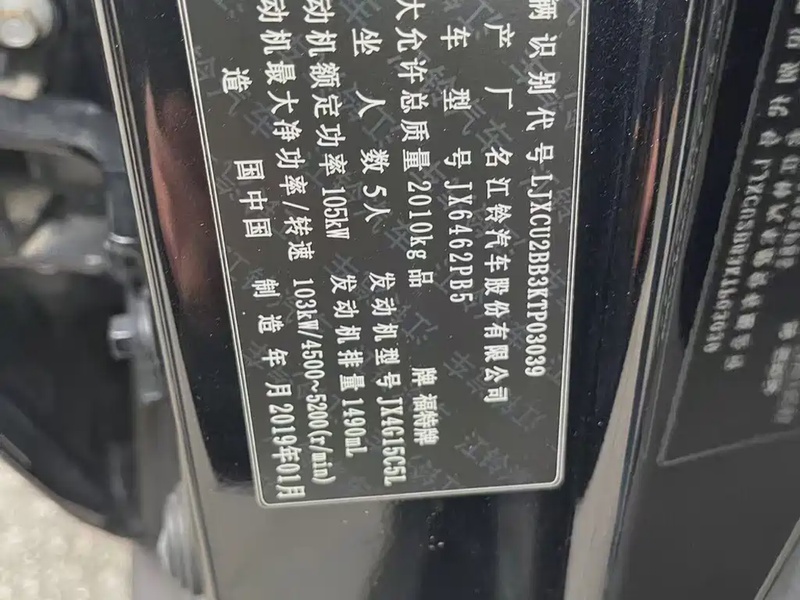 辆识别代号 LJXCU2BB3KTP03039
产厂名 江铃汽车股份有限公司
车型号 JX6462PB5
大允许总质量 2010kg 品牌 福特牌
坐人数 5人 发动机型号 JX4G15C5L
动机额定功率 105kW 发动机排量 1490mL
动机最大净功率/转速 103kW/4500~5200(r/min)
造国 中国 制造年月 2019年01月